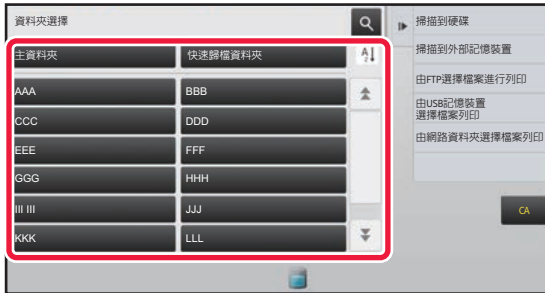 資料夾選擇
主資料夾 快速歸檔資料夾
AAA BBB
CCC DDD
EEE FFF
GGG HHH
III III JJJ
KKK LLL
A
Z
掃描到硬碟
掃描到外部記憶裝置
由FTP選擇檔案進行列印
由USB記憶裝置
選擇檔案列印
由網路資料夾選擇檔案列印
CA